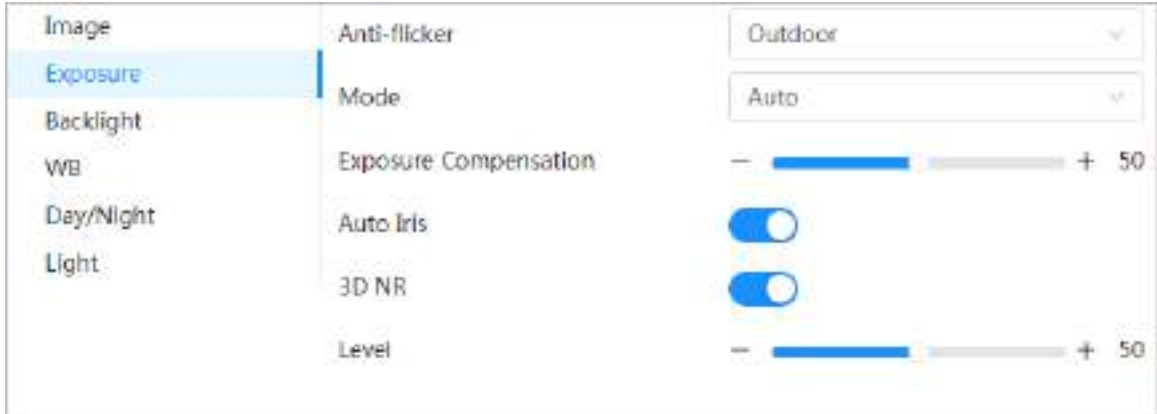 Image
Exposure
Backlight
WB
Day/Night
Light
Anti-flicker Outdoor
Mode Auto
Exposure Compensation — + 50
Auto Iris
3D NR
Level — + 50